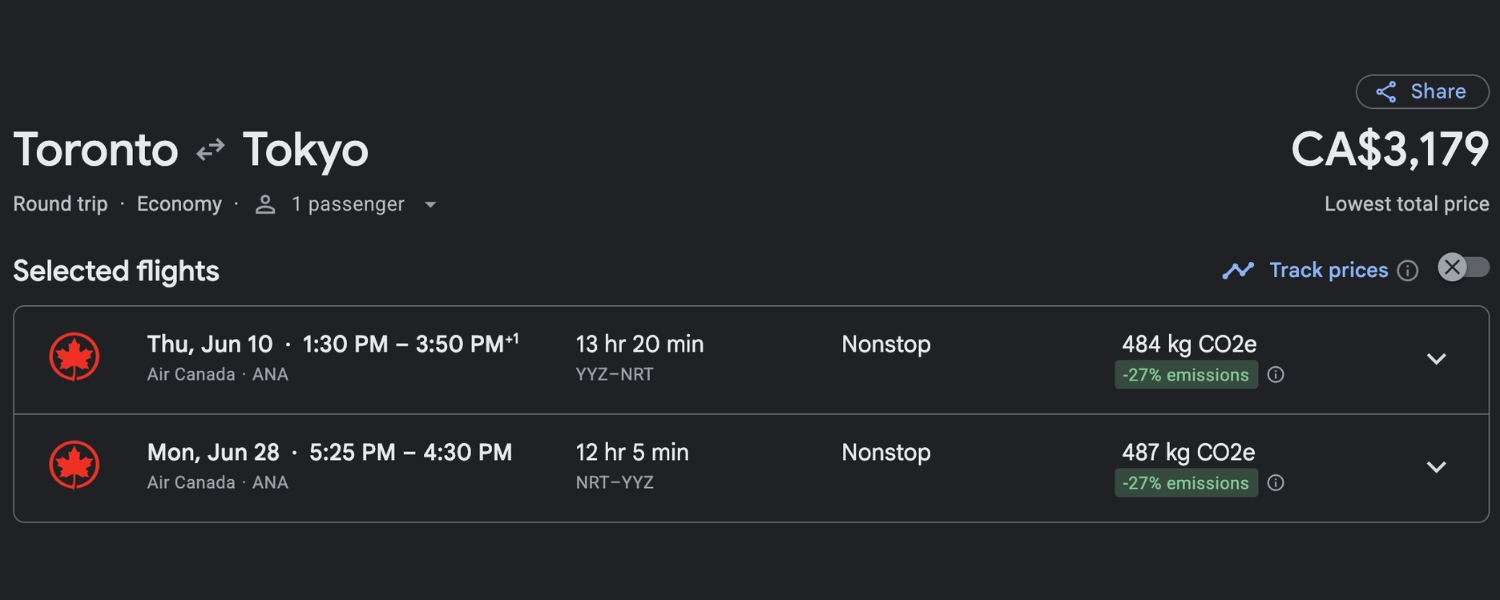 Share
Toronto Tokyo
CA$3,179
Round trip · Economy · 1 passenger
Lowest total price
Selected flights
Track prices
Thu, Jun 10 · 1:30 PM – 3:50 PM+1
Air Canada · ANA
13 hr 20 min
YYZ–NRT
Nonstop
484 kg CO2e
-27% emissions
Mon, Jun 28 · 5:25 PM – 4:30 PM
Air Canada · ANA
12 hr 5 min
NRT–YYZ
Nonstop
487 kg CO2e
-27% emissions